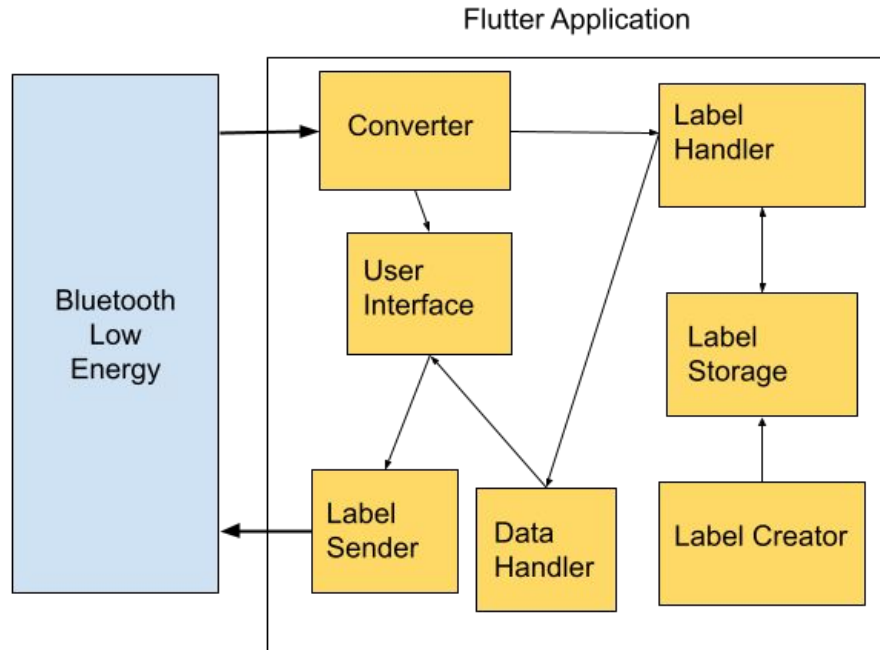 Flutter Application
Bluetooth
Low
Energy
Converter
Label
Handler
User
Interface
Label
Storage
Label
Sender
Data
Handler
Label Creator